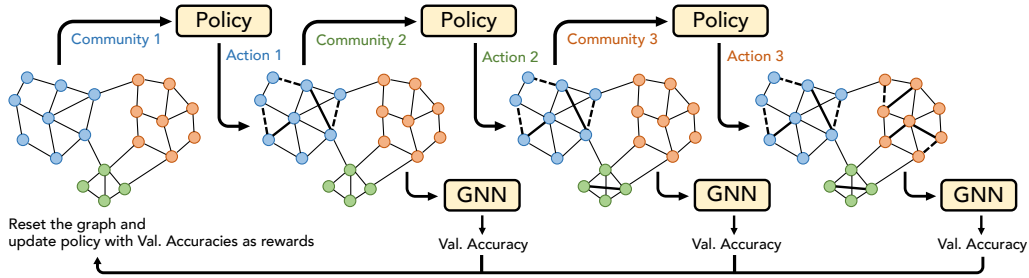 Policy
Policy
Policy
Community 1
Action 1
Community 2
Action 2
Community 3
Action 3
GNN
GNN
GNN
Reset the graph and
update policy with Val. Accuracies as rewards
Val. Accuracy
Val. Accuracy
Val. Accuracy